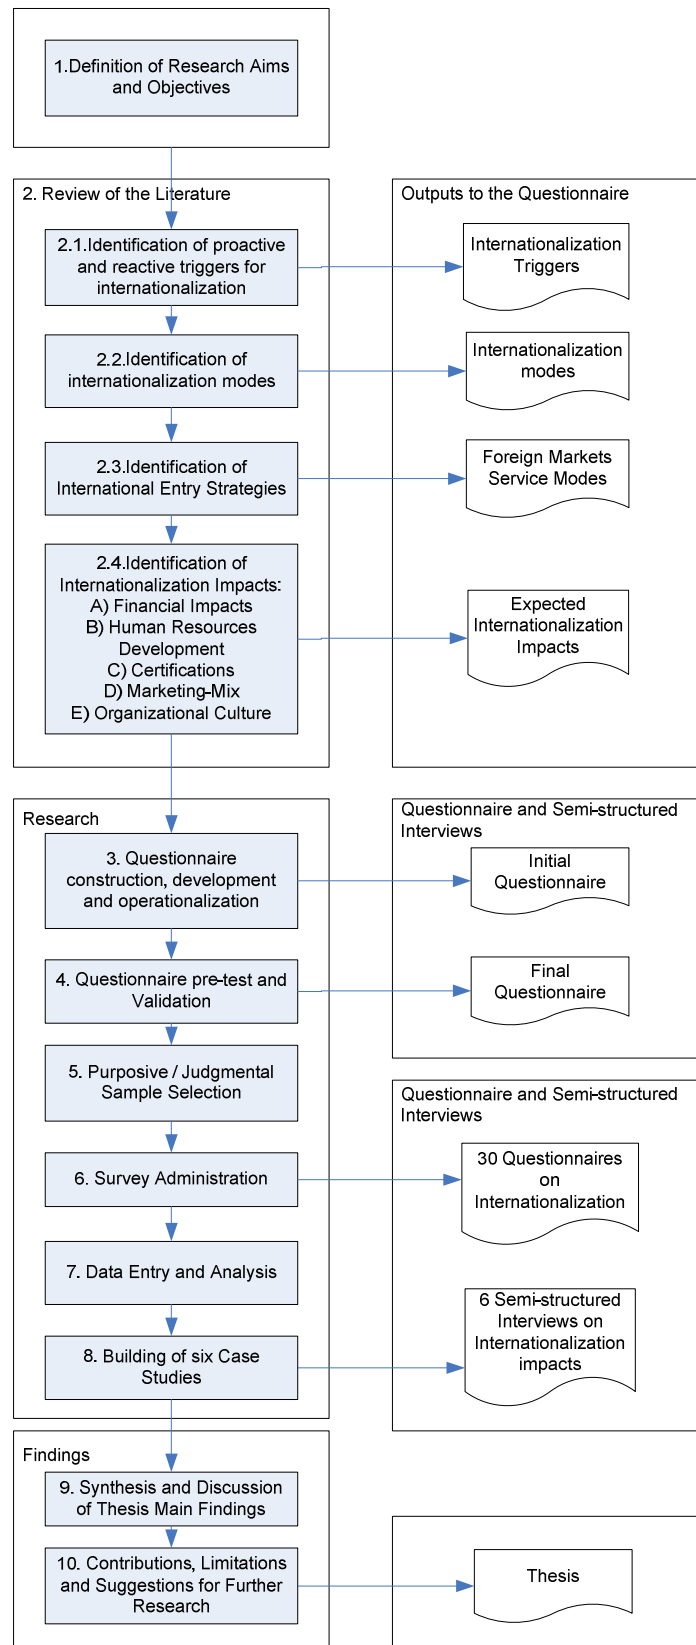 1.Definition of Research Aims
and Objectives
2. Review of the Literature
2.1.Identification of proactive
and reactive triggers for
internationalization
2.2.Identification of
internationalization modes
2.3.Identification of
International Entry Strategies
2.4.Identification of
Internationalization Impacts:
A) Financial Impacts
B) Human Resources
Development
C) Certifications
D) Marketing-Mix
E) Organizational Culture
Outputs to the Questionnaire
Internationalization
Triggers
Internationalization
modes
Foreign Markets
Service Modes
Expected
Internationalization
Impacts
Research
3. Questionnaire
construction, development
and operationalization
4. Questionnaire pre-test and
Validation
5. Purposive / Judgmental
Sample Selection
6. Survey Administration
7. Data Entry and Analysis
8. Building of six Case
Studies
Questionnaire and Semi-structured
Interviews
Initial
Questionnaire
Final
Questionnaire
Questionnaire and Semi-structured
Interviews
30 Questionnaires
on
Internationalization
6 Semi-structured
Interviews on
Internationalization
impacts
Findings
9. Synthesis and Discussion
of Thesis Main Findings
10. Contributions, Limitations
and Suggestions for Further
Research
Thesis